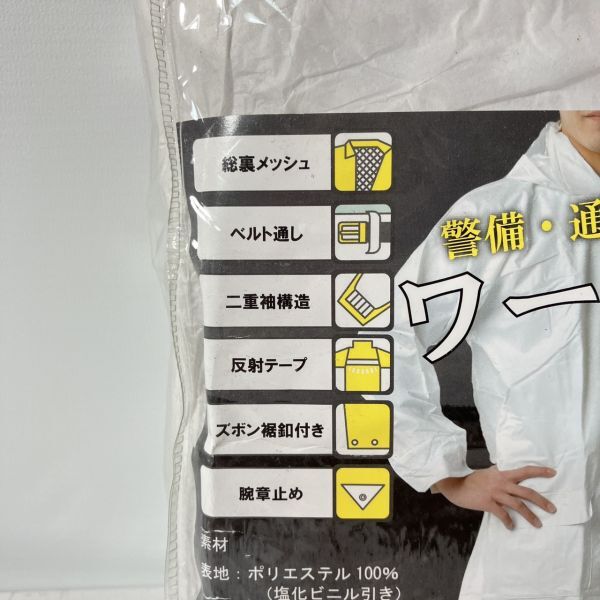 総裏メッシュ
ベルト通し
二重袖構造
反射テープ
ズボン裾釦付き
腕章止め
警備・通
ワー
素材
表地：ポリエステル100%
（塩化ビニル引き）